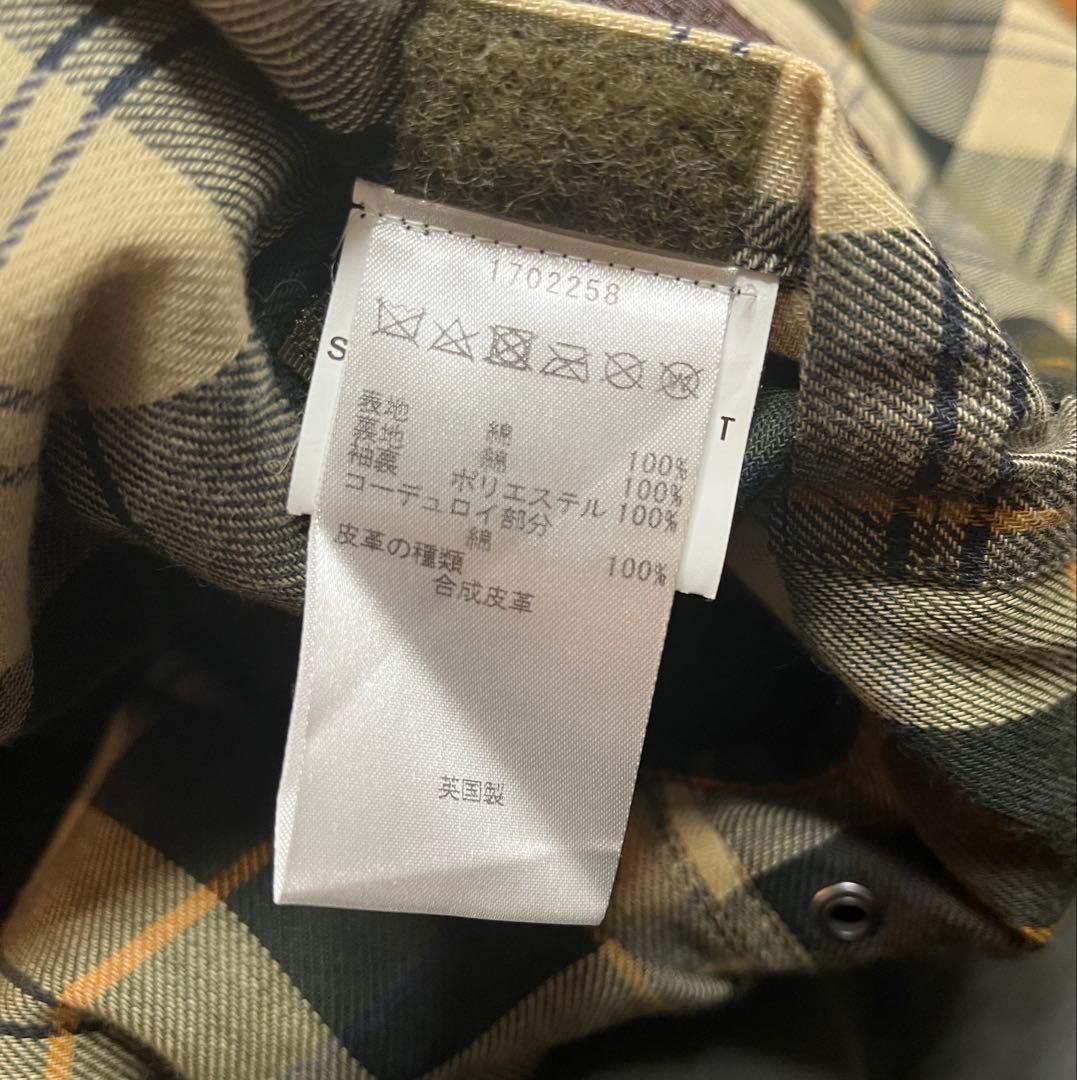 1702258
S
T
W
表地
綿 100%
裏地
綿 100%
袖裏
ポリエステル 100%
コーデュロイ部分
綿 100%
皮革の種類
合成皮革
英国製